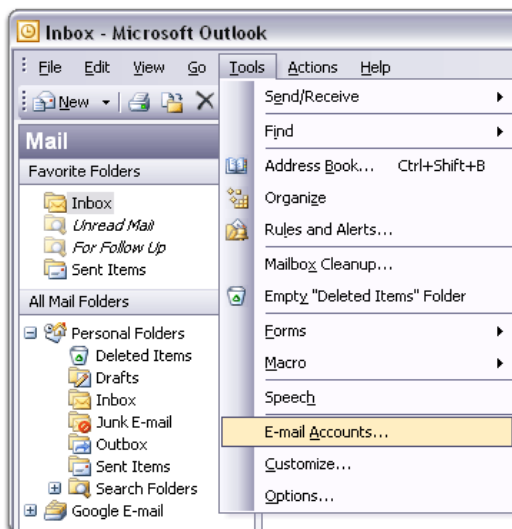 Inbox - Microsoft Outlook
File Edit View Go Tools Actions Help
New
Mail
Favorite Folders
Inbox
Unread Mail
For Follow Up
Sent Items
All Mail Folders
Personal Folders
Deleted Items
Drafts
Inbox
Junk E-mail
Outbox
Sent Items
Search Folders
Google E-mail
Send/Receive
Find
Address Book... Ctrl+Shift+B
Organize
Rules and Alerts...
Mailbox Cleanup...
Empty "Deleted Items" Folder
Forms
Macro
Speech
E-mail Accounts...
Customize...
Options...